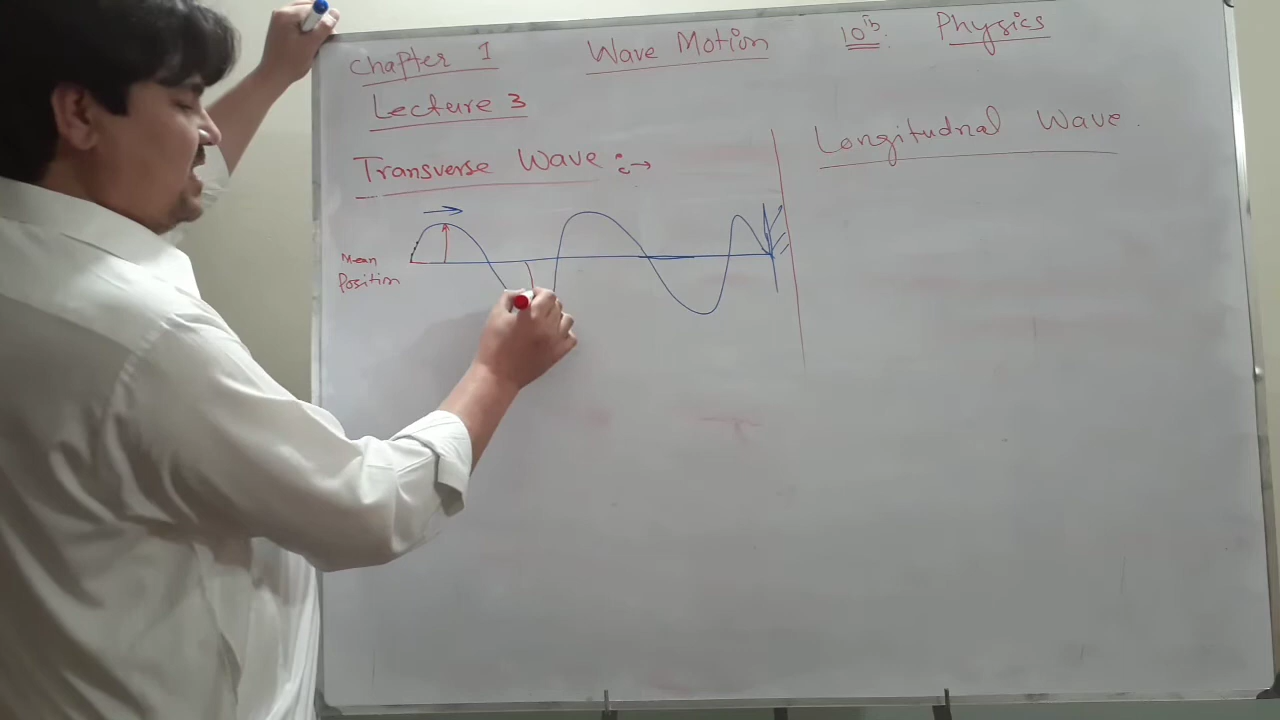 Chapter 1 Wave Motion 10th Physics
Lecture 3
Transverse Wave :→
Longitudnal Wave.
Mean
Position